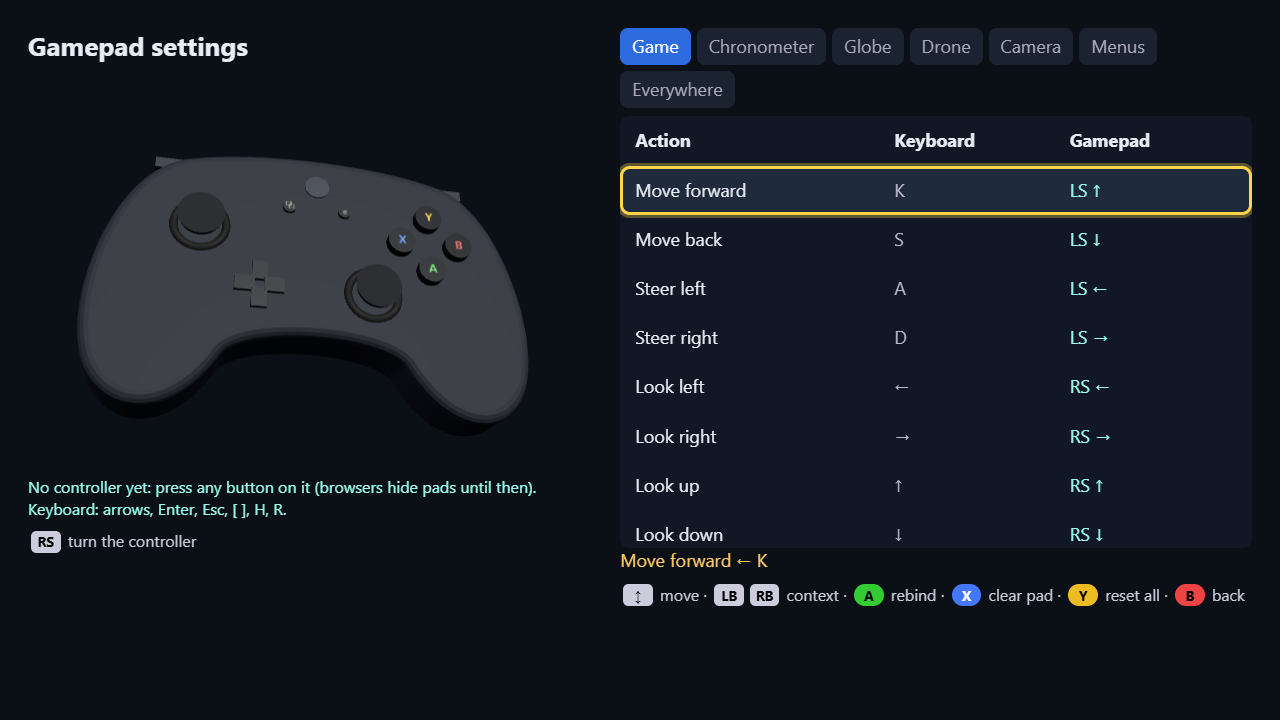 Gamepad settings
Y
X
B
A
No controller yet: press any button on it (browsers hide pads until then).
Keyboard: arrows, Enter, Esc, [ ], H, R.
RS turn the controller
Game Chronometer Globe Drone Camera Menus
Everywhere
Action Keyboard Gamepad
Move forward K LS ↑
Move back S LS ↓
Steer left A LS ←
Steer right D LS →
Look left ← RS ←
Look right → RS →
Look up ↑ RS ↑
Look down ↓ RS ↓
Move forward ← K
↕ move · LB RB context · A rebind · X clear pad · Y reset all · B back